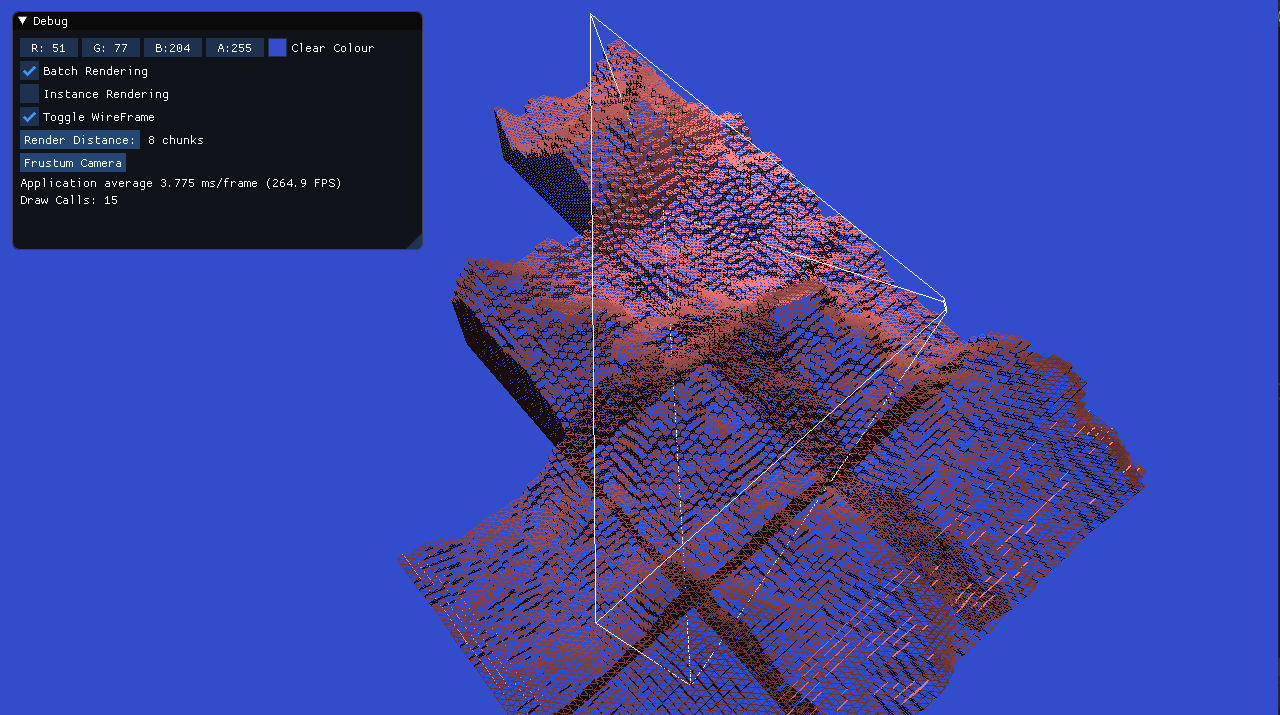 Debug
R: 51 G: 77 B:204 A:255 Clear Colour
Batch Rendering
Instance Rendering
Toggle WireFrame
Render Distance: 8 chunks
Frustum Camera
Application average 3.775 ms/frame (264.9 FPS)
Draw Calls: 15